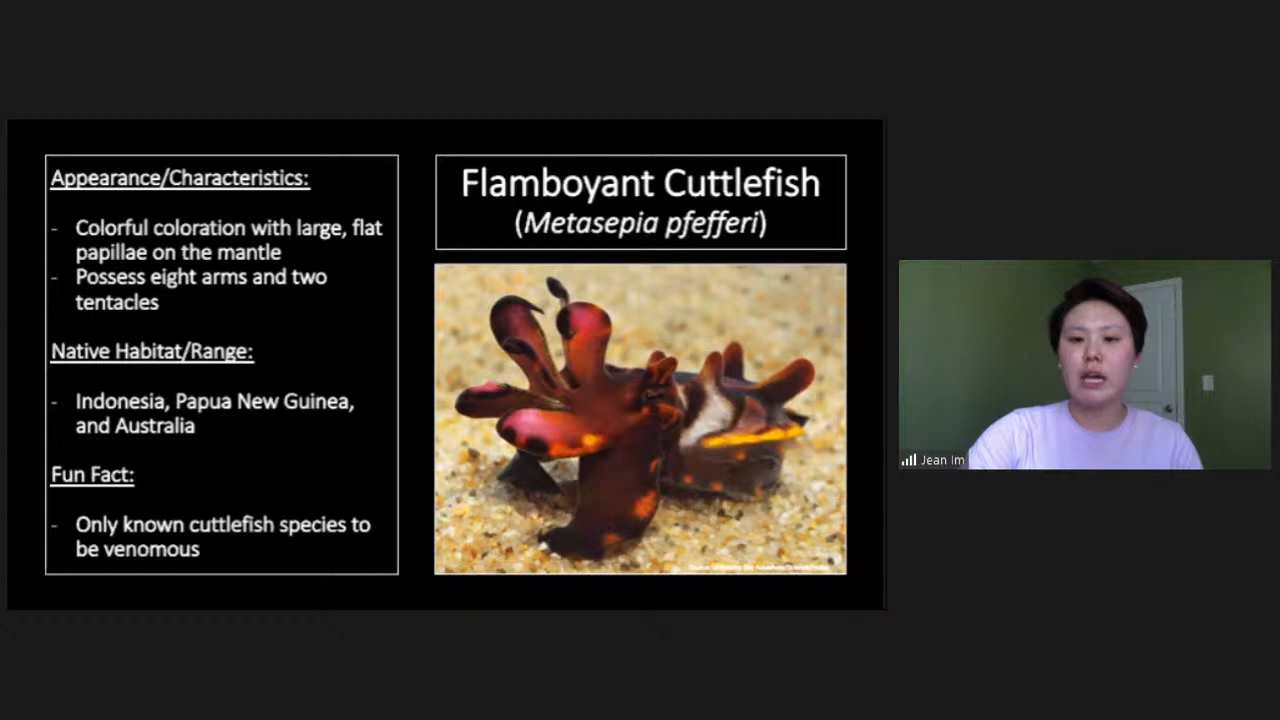 Appearance/Characteristics:
- Colorful coloration with large, flat
papillae on the mantle
- Possess eight arms and two
tentacles
Native Habitat/Range:
- Indonesia, Papua New Guinea,
and Australia
Fun Fact:
- Only known cuttlefish species to
be venomous
Flamboyant Cuttlefish
(Metasepia pfefferi)
Jean Im